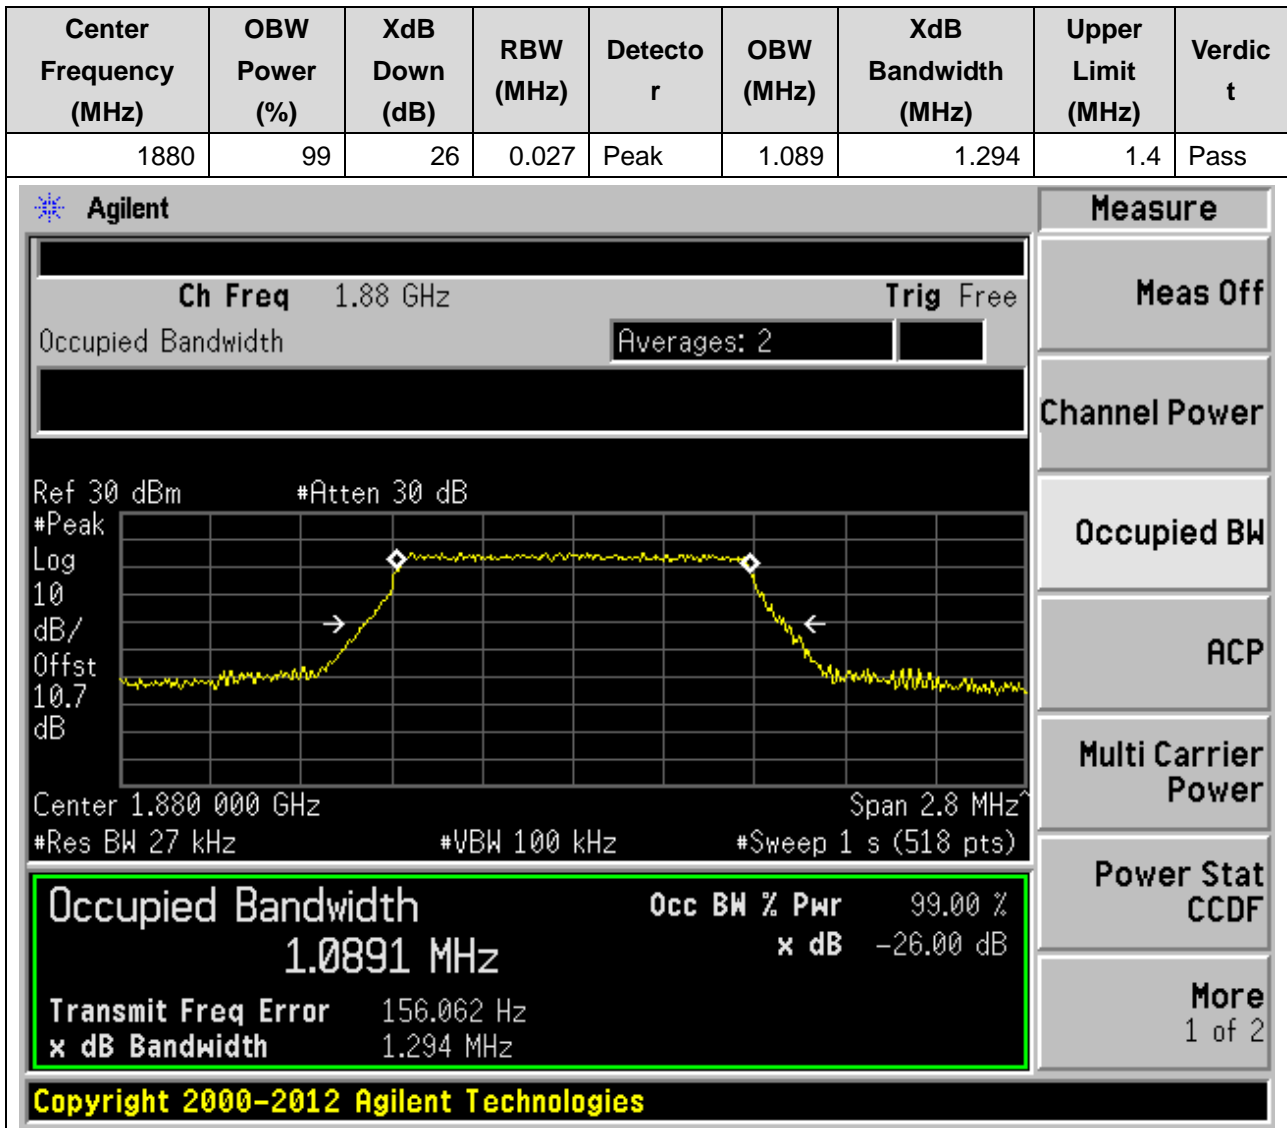 Center Frequency (MHz) OBW Power (%) XdB Down (dB) RBW (MHz) Detecto r OBW (MHz) XdB Bandwidth (MHz) Upper Limit (MHz) Verdic t
1880 99 26 0.027 Peak 1.089 1.294 1.4 Pass
Agilent
Measure
Ch Freq 1.88 GHz Trig Free
Meas Off
Occupied Bandwidth Averages: 2
Channel Power
Ref 30 dBm #Atten 30 dB
#Peak
Log
10
dB/
Offst
10.7
dB
Occupied BW
ACP
Multi Carrier
Power
Center 1.880 000 GHz Span 2.8 MHz^
#Res BW 27 kHz #VBW 100 kHz #Sweep 1 s (518 pts)
Power Stat
CCDF
Occupied Bandwidth Occ BW % Pwr 99.00 %
1.0891 MHz x dB -26.00 dB
Transmit Freq Error 156.062 Hz
x dB Bandwidth 1.294 MHz
More
1 of 2
Copyright 2000-2012 Agilent Technologies